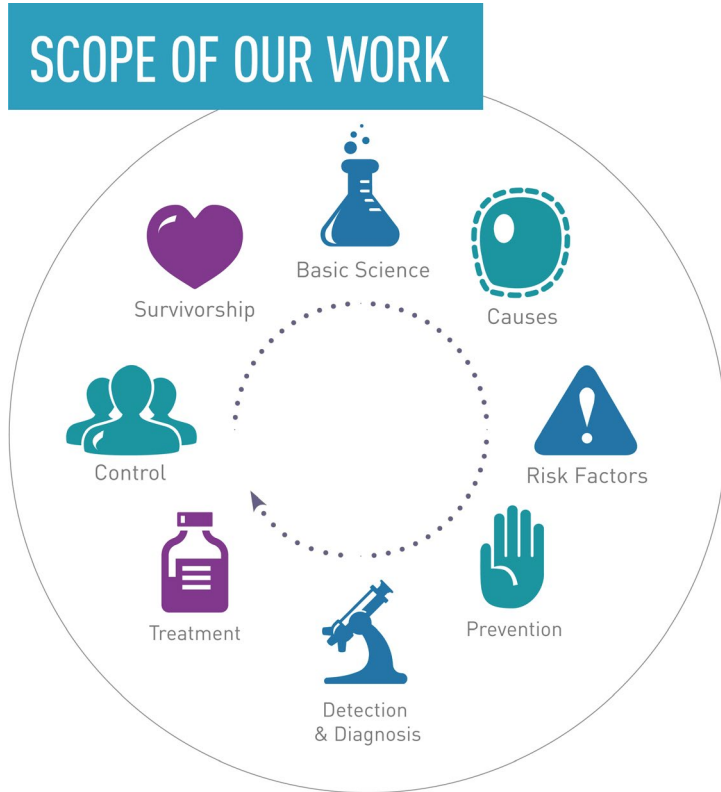 SCOPE OF OUR WORK
Basic Science
Causes
Risk Factors
Prevention
Detection
& Diagnosis
Treatment
Control
Survivorship